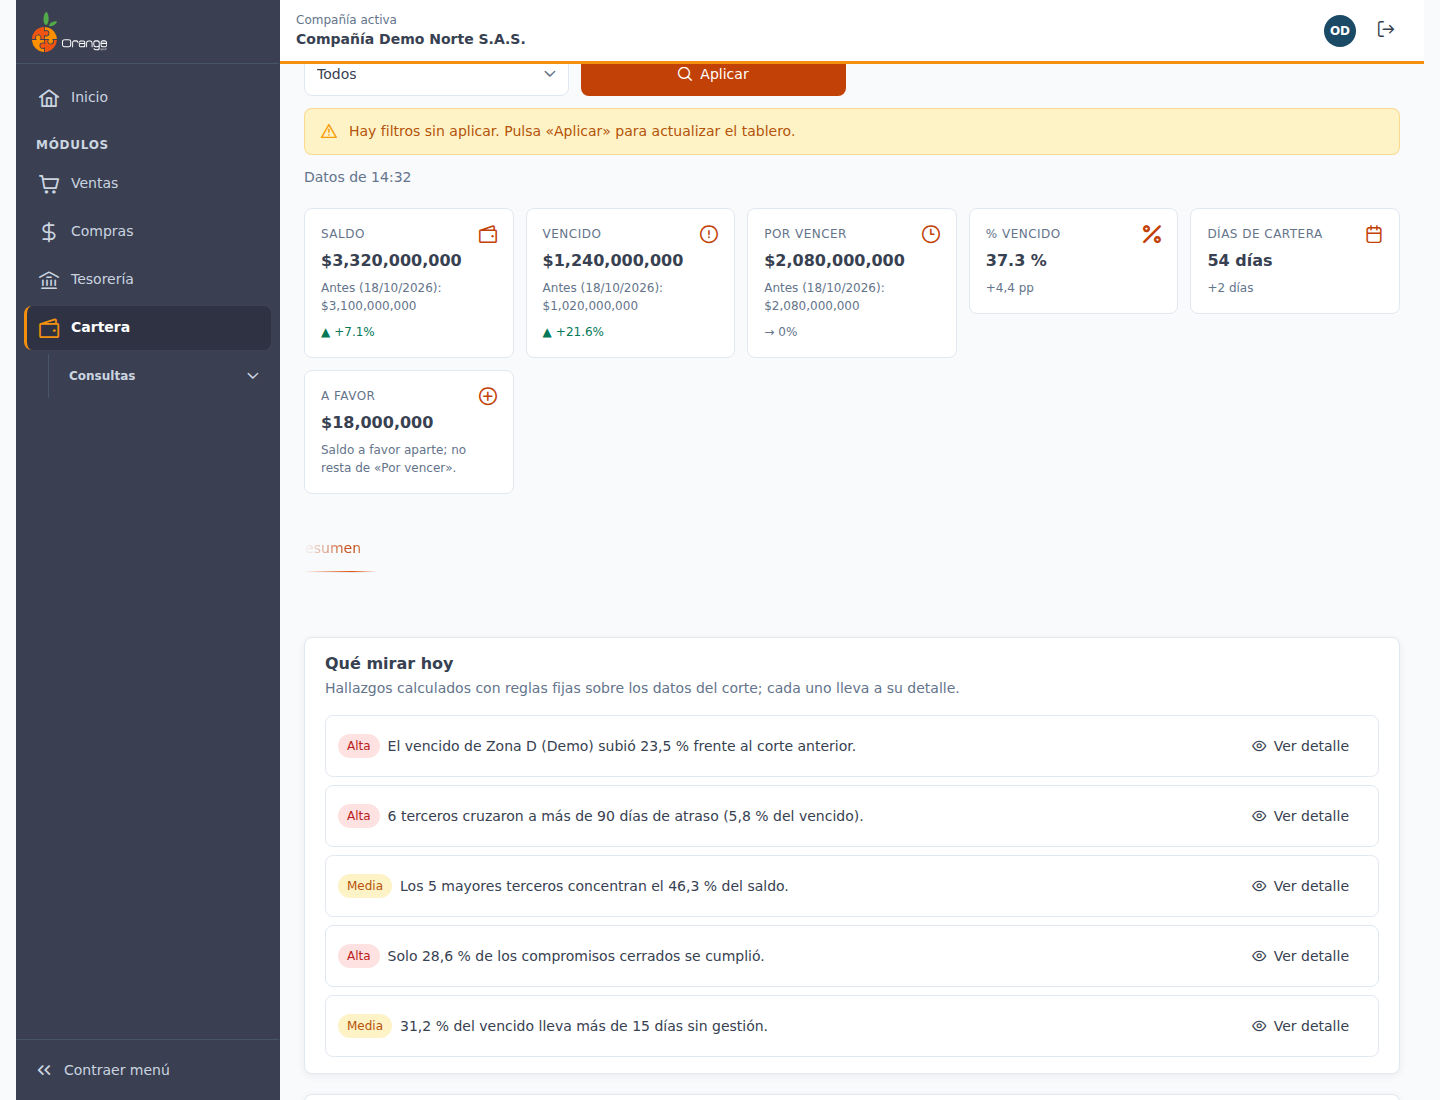 Orange
Compañía activa
Compañía Demo Norte S.A.S.
OD
Inicio
MÓDULOS
Ventas
Compras
Tesorería
Cartera
Consultas
Contraer menú
Todos
Aplicar
Hay filtros sin aplicar. Pulsa «Aplicar» para actualizar el tablero.
Datos de 14:32
SALDO
$3,320,000,000
Antes (18/10/2026):
$3,100,000,000
▲ +7.1%
VENCIDO
$1,240,000,000
Antes (18/10/2026):
$1,020,000,000
▲ +21.6%
POR VENCER
$2,080,000,000
Antes (18/10/2026):
$2,080,000,000
→ 0%
% VENCIDO
37.3 %
+4,4 pp
DÍAS DE CARTERA
54 días
+2 días
A FAVOR
$18,000,000
Saldo a favor aparte; no
resta de «Por vencer».
esumen
Qué mirar hoy
Hallazgos calculados con reglas fijas sobre los datos del corte; cada uno lleva a su detalle.
Alta El vencido de Zona D (Demo) subió 23,5 % frente al corte anterior. Ver detalle
Alta 6 terceros cruzaron a más de 90 días de atraso (5,8 % del vencido). Ver detalle
Media Los 5 mayores terceros concentran el 46,3 % del saldo. Ver detalle
Alta Solo 28,6 % de los compromisos cerrados se cumplió. Ver detalle
Media 31,2 % del vencido lleva más de 15 días sin gestión. Ver detalle